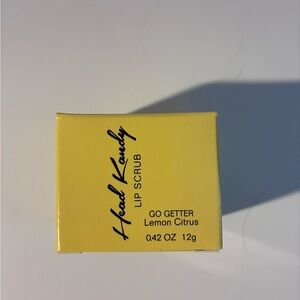 Head Kandy
LIP SCRUB
GO GETTER
Lemon Citrus
0.42 OZ 12g